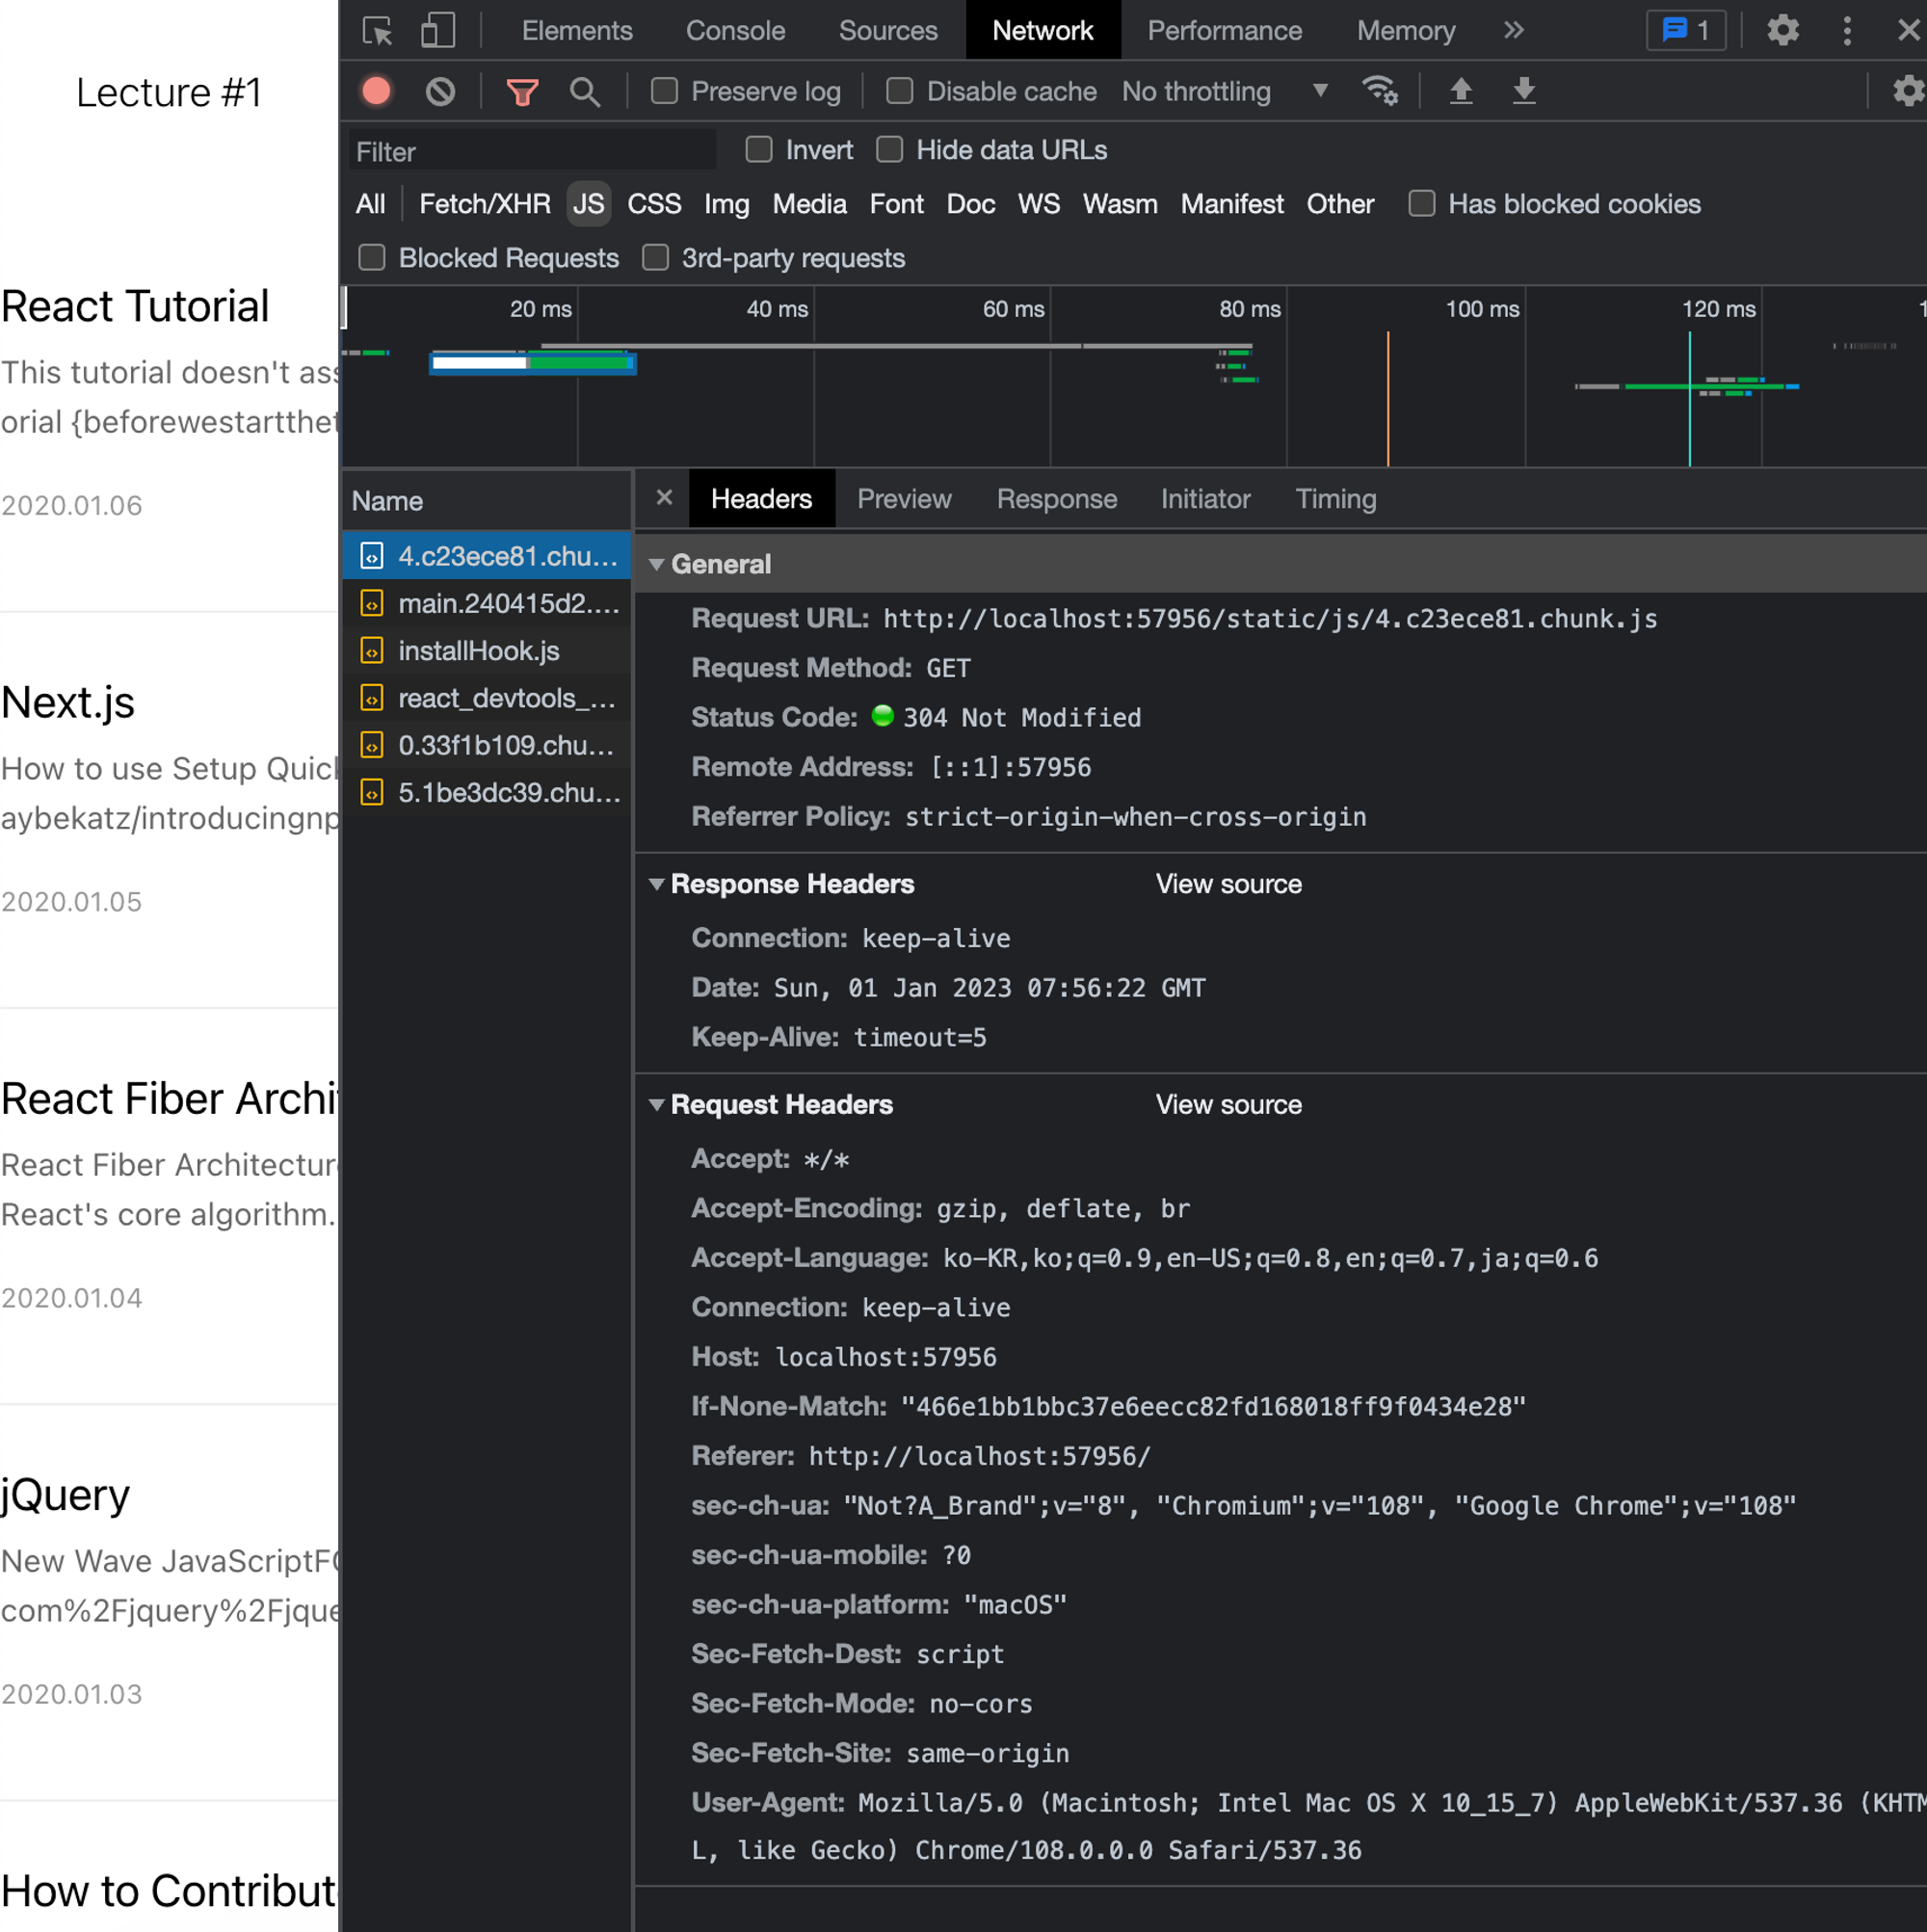 Lecture #1
React Tutorial
This tutorial doesn't ass
orial {beforewestartthet
2020.01.06
Next.js
How to use Setup Quick
aybekatz/introducingnp
2020.01.05
React Fiber Archit
React Fiber Architecture
React's core algorithm.
2020.01.04
jQuery
New Wave JavaScriptFO
com%2Fjquery%2Fjque
2020.01.03
How to Contribut
Elements Console Sources Network Performance Memory 1
Preserve log Disable cache No throttling
Filter Invert Hide data URLs
All Fetch/XHR JS CSS Img Media Font Doc WS Wasm Manifest Other Has blocked cookies
Blocked Requests 3rd-party requests
20 ms 40 ms 60 ms 80 ms 100 ms 120 ms
Name
4.c23ece81.chu...
main.240415d2....
installHook.js
react_devtools_...
0.33f1b109.chu...
5.1be3dc39.chu...
Headers Preview Response Initiator Timing
General
Request URL: http://localhost:57956/static/js/4.c23ece81.chunk.js
Request Method: GET
Status Code: 304 Not Modified
Remote Address: [::1]:57956
Referrer Policy: strict-origin-when-cross-origin
Response Headers View source
Connection: keep-alive
Date: Sun, 01 Jan 2023 07:56:22 GMT
Keep-Alive: timeout=5
Request Headers View source
Accept: */*
Accept-Encoding: gzip, deflate, br
Accept-Language: ko-KR,ko;q=0.9,en-US;q=0.8,en;q=0.7,ja;q=0.6
Connection: keep-alive
Host: localhost:57956
If-None-Match: "466e1bb1bbc37e6eecc82fd168018ff9f0434e28"
Referer: http://localhost:57956/
sec-ch-ua: "Not?A_Brand";v="8", "Chromium";v="108", "Google Chrome";v="108"
sec-ch-ua-mobile: ?0
sec-ch-ua-platform: "macOS"
Sec-Fetch-Dest: script
Sec-Fetch-Mode: no-cors
Sec-Fetch-Site: same-origin
User-Agent: Mozilla/5.0 (Macintosh; Intel Mac OS X 10_15_7) AppleWebKit/537.36 (KHTM
L, like Gecko) Chrome/108.0.0.0 Safari/537.36